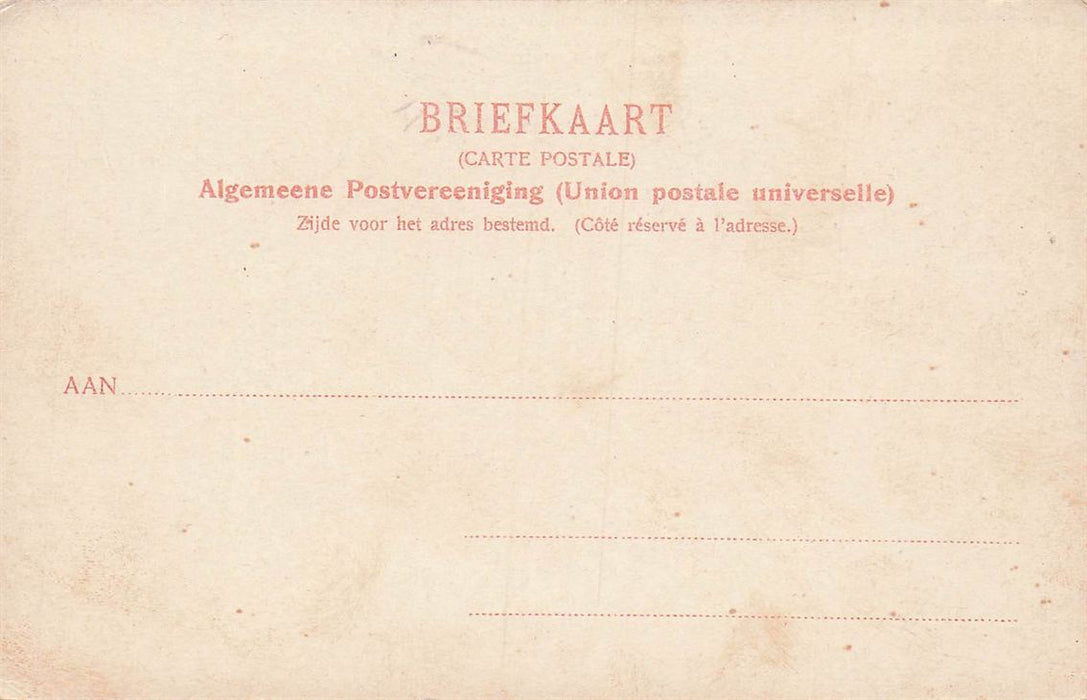 BRIEFKAART
(CARTE POSTALE)
Algemeene Postvereeniging (Union postale universelle)
Zijde voor het adres bestemd. (Côté réservé à l'adresse.)
AAN